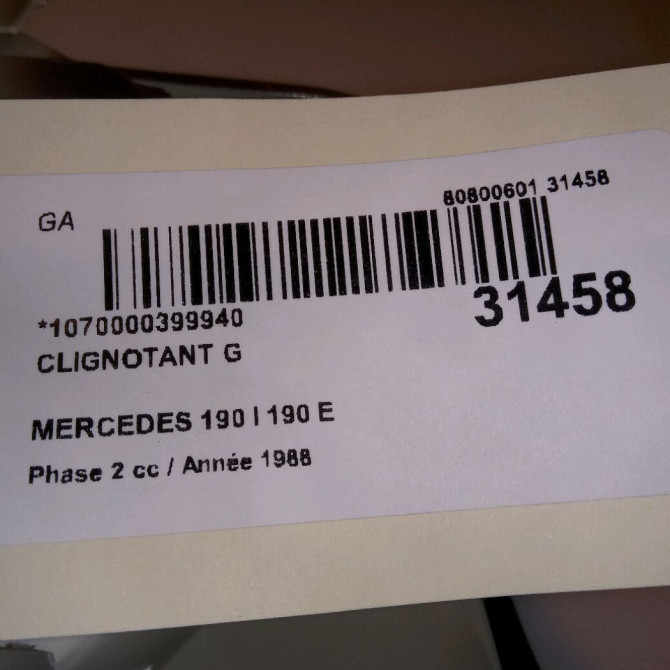 80800601 31458
GA
31458
*1070000399940
CLIGNOTANT G
MERCEDES 190 I 190 E
Phase 2 cc / Année 1988